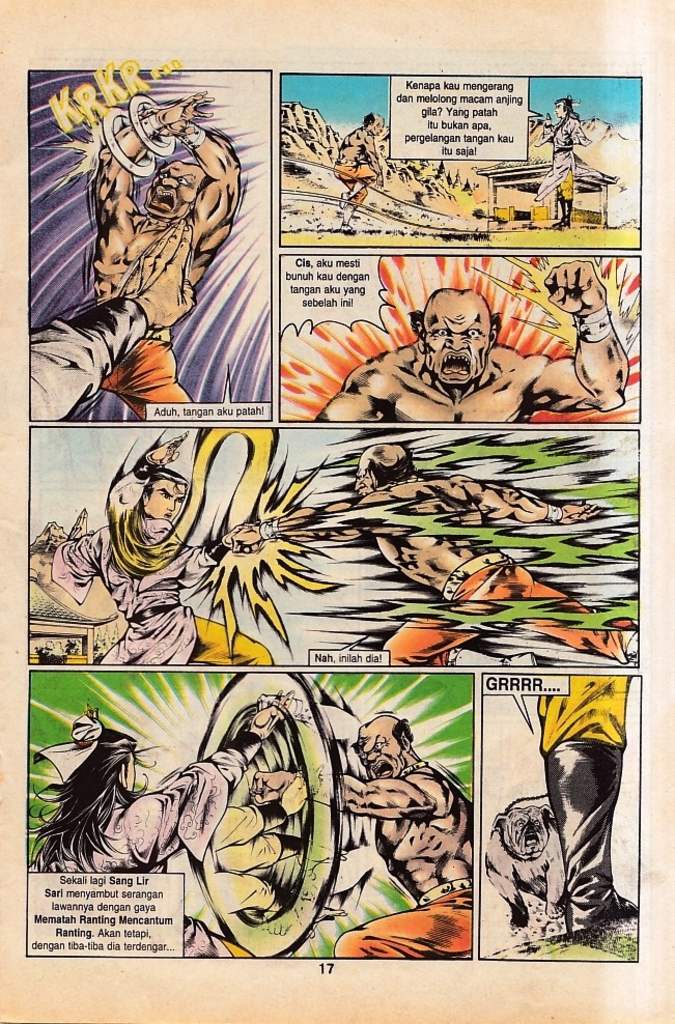 KRKR...
Aduh, tangan aku patah!
Kenapa kau mengerang
dan melolong macam anjing
gila? Yang patah
itu bukan apa,
pergelangan tangan kau
itu saja!
Cis, aku mesti
bunuh kau dengan
tangan aku yang
sebelah ini!
Nah, inilah dia!
Sekali lagi Sang Lir
Sari menyambut serangan
lawannya dengan gaya
Mematah Ranting Mencantum
Ranting. Akan tetapi,
dengan tiba-tiba dia terdengar...
GRRRR....
17